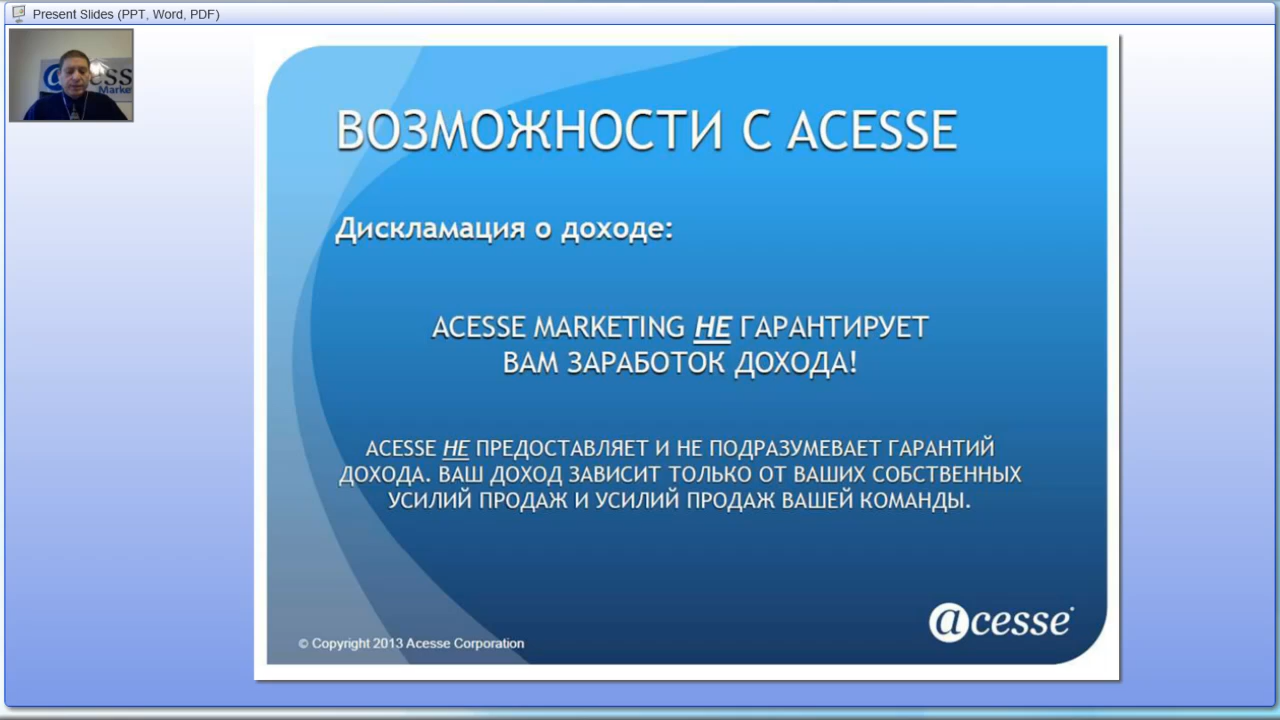 Present Slides (PPT, Word, PDF)
ВОЗМОЖНОСТИ С ACESSE
Дискламация о доходе:
ACESSE MARKETING НЕ ГАРАНТИРУЕТ
ВАМ ЗАРАБОТОК ДОХОДА!
ACESSE НЕ ПРЕДОСТАВЛЯЕТ И НЕ ПОДРАЗУМЕВАЕТ ГАРАНТИЙ
ДОХОДА. ВАШ ДОХОД ЗАВИСИТ ТОЛЬКО ОТ ВАШИХ СОБСТВЕННЫХ
УСИЛИЙ ПРОДАЖ И УСИЛИЙ ПРОДАЖ ВАШЕЙ КОМАНДЫ.
acesse
© Copyright 2013 Acesse Corporation